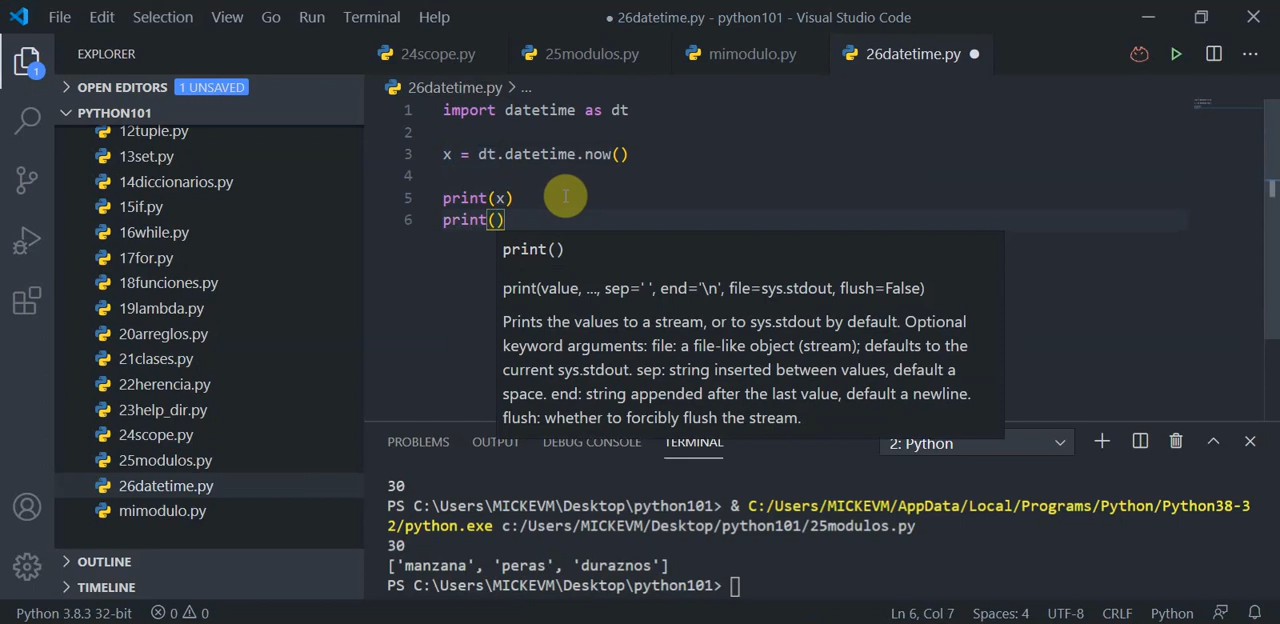 File Edit Selection View Go Run Terminal Help ● 26datetime.py - python101 - Visual Studio Code
EXPLORER
24scope.py 25modulos.py mimodulo.py 26datetime.py ●
OPEN EDITORS 1 UNSAVED
1
PYTHON101
12tuple.py
13set.py
14diccionarios.py
15if.py
16while.py
17for.py
18funciones.py
19lambda.py
20arreglos.py
21clases.py
22herencia.py
23help_dir.py
24scope.py
25modulos.py
26datetime.py
mimodulo.py
OUTLINE
TIMELINE
26datetime.py > ...
1 import datetime as dt
2
3 x = dt.datetime.now()
4
5 print(x)
6 print()
print()
print(value, ..., sep=' ', end='\n', file=sys.stdout, flush=False)
Prints the values to a stream, or to sys.stdout by default. Optional
keyword arguments: file: a file-like object (stream); defaults to the
current sys.stdout. sep: string inserted between values, default a
space. end: string appended after the last value, default a newline.
flush: whether to forcibly flush the stream.
PROBLEMS OUTPUT DEBUG CONSOLE TERMINAL 2: Python
30
PS C:\Users\MICKEVM\Desktop\python101> & C:/Users/MICKEVM/AppData/Local/Programs/Python/Python38-3
2/python.exe c:/Users/MICKEVM/Desktop/python101/25modulos.py
30
['manzana', 'peras', 'duraznos']
PS C:\Users\MICKEVM\Desktop\python101>
Python 3.8.3 32-bit 0 0 Ln 6, Col 7 Spaces: 4 UTF-8 CRLF Python